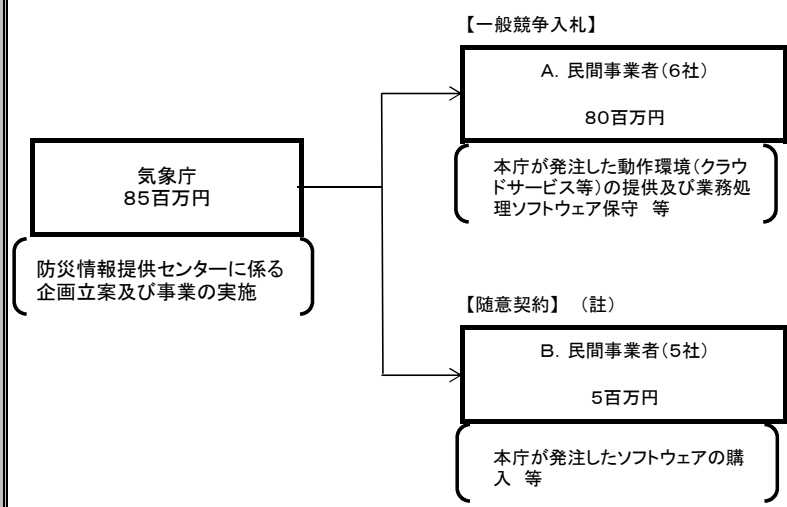 【一般競争入札】
A．民間事業者（６社）
８０百万円
本庁が発注した動作環境（クラウ
ドサービス等）の提供及び業務処
理ソフトウェア保守　等
気象庁
８５百万円
防災情報提供センターに係る
企画立案及び事業の実施
【随意契約】　（註）
B．民間事業者（５社）
５百万円
本庁が発注したソフトウェアの購
入　等